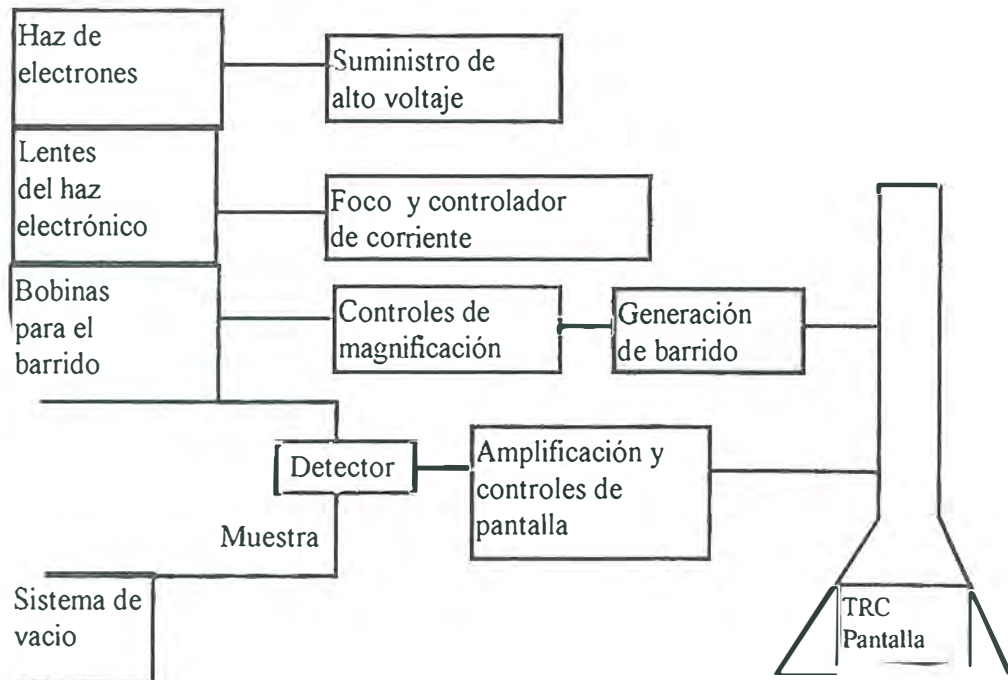 Haz de
electrones
Suministro de
alto voltaje
Lentes
del haz
electrónico
Foco y controlador
de corriente
Bobinas
para el
barrido
Controles de
magnificación
Generación
de barrido
Detector
Amplificación y
controles de
pantalla
Muestra
Sistema de
vacio
TRC
Pantalla